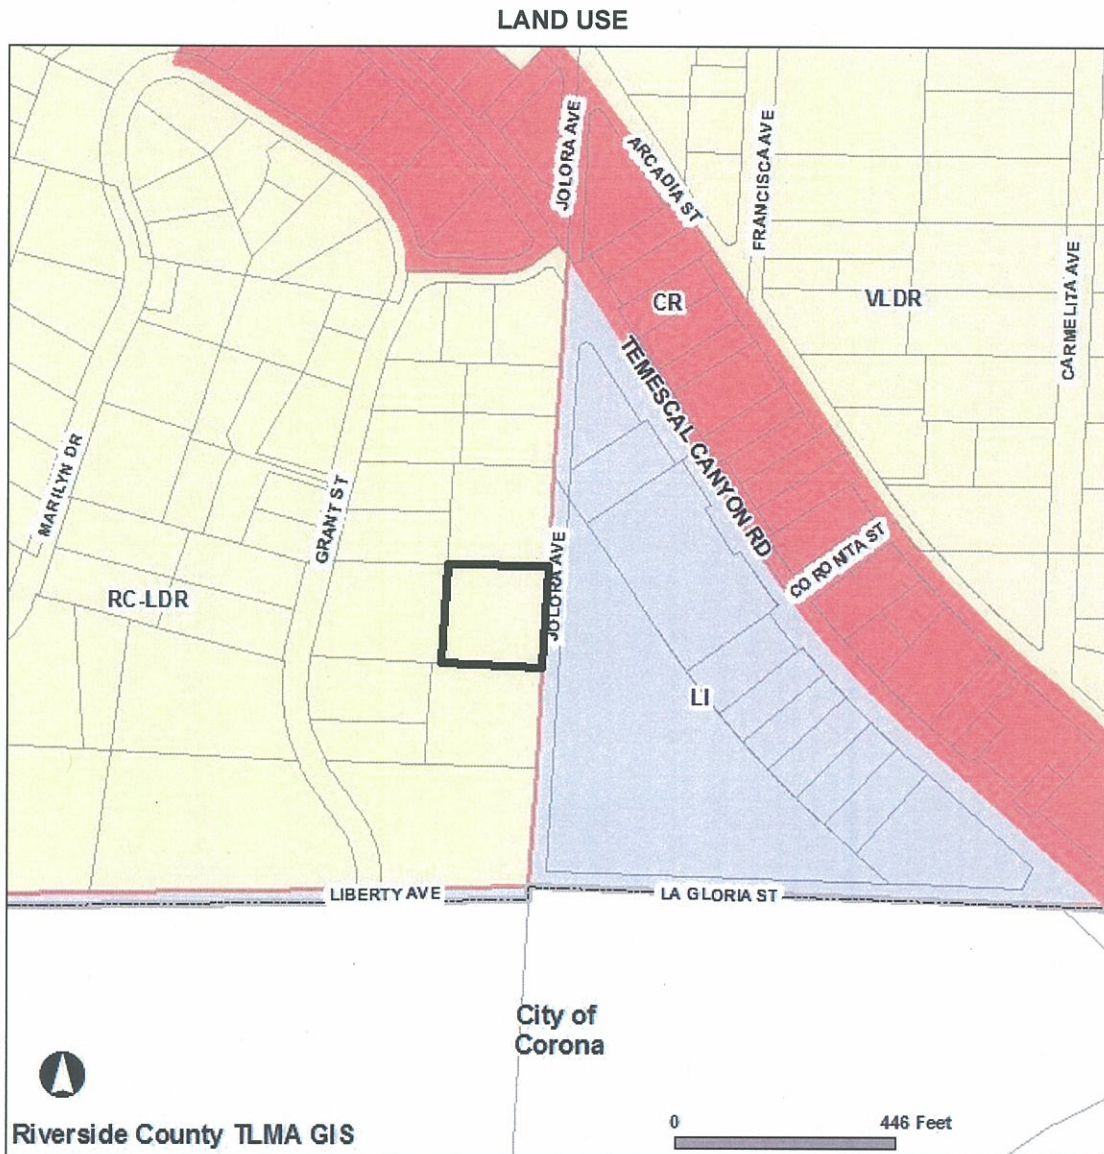 LAND USE
JOLORA AVE
ARCADIA ST
FRANCISCA AVE
CARMELITA AVE
CR
VLDR
TEMESCAL CANYON RD
MARILYN DR
GRANT ST
JOLORA AVE
CORONITA ST
RC-LDR
LI
LIBERTY AVE
LA GLORIA ST
City of
Corona
Riverside County TLMA GIS
0
446 Feet